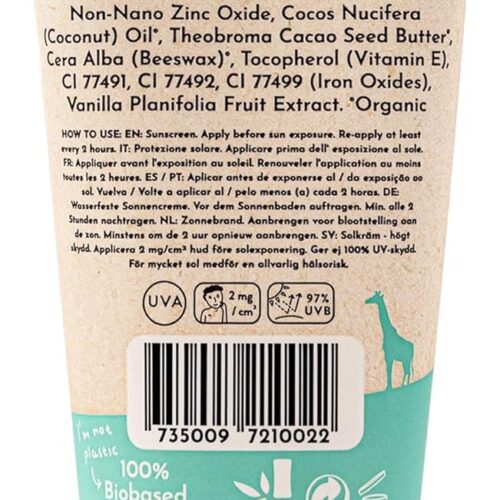 Non-Nano Zinc Oxide, Cocos Nucifera
(Coconut) Oil*, Theobroma Cacao Seed Butter*,
Cera Alba (Beeswax)*, Tocopherol (Vitamin E),
CI 77491, CI 77492, CI 77499 (Iron Oxides),
Vanilla Planifolia Fruit Extract. *Organic
HOW TO USE: EN: Sunscreen. Apply before sun exposure. Re-apply at least
every 2 hours. IT: Protezione solare. Applicare prima dell' esposizione al sole.
FR: Appliquer avant l'exposition au soleil. Renouveler l'application au moins
toutes les 2 heures. ES / PT: Aplicar antes de exponerse al / da exposição ao
sol. Vuelva / Volte a aplicar al / pelo menos (a) cada 2 horas. DE:
Wasserfeste Sonnencreme. Vor dem Sonnenbaden auftragen. Min. alle 2
Stunden nachtragen. NL: Zonnebrand. Aanbrengen voor blootstelling aan
de zon. Minstens om de 2 uur opnieuw aanbrengen. SV: Solkräm - högt
skydd. Applicera 2 mg/cm³ hud före solexponering. Ger ej 100% UV-skydd.
För mycket sol medför en allvarlig hälsorisk.
UVA
2 mg
/ cm³
97%
UVB
735009 7210022
I'm not
plastic
100%
Biobased